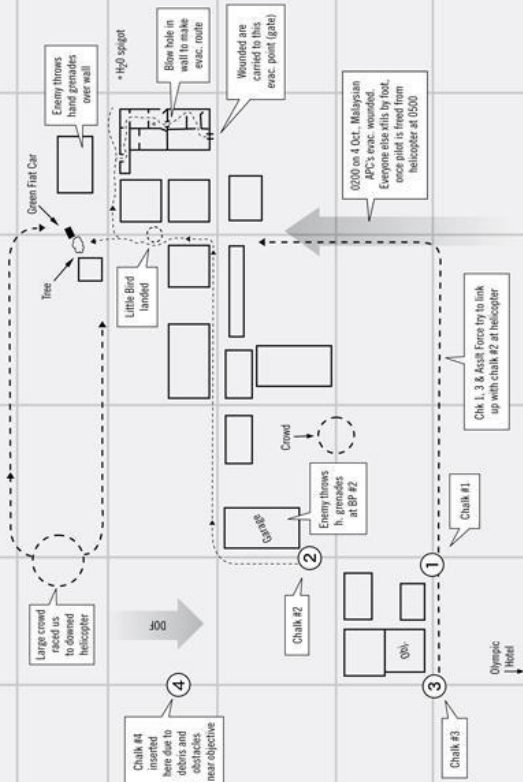 Enemy throws
hand grenades
over wall
Green Fiat Car
Tree
• H₂O spigot
Blow hole in
wall to make
evac. route
Wounded are
carried to this
evac. point (gate)
Little Bird
landed
0200 on 4 Oct., Malaysian
APC's evac. wounded.
Everyone else xfils by foot,
once pilot is freed from
helicopter at 0500
Large crowd
raced us
to downed
helicopter
DOF
4
Chalk #4
inserted
here due to
debris and
obstacles
near objective
Garage
2
Chalk #2
Enemy throws
h. grenades
at BP #2
Crowd
Chk 1, 3 & Asslt Force try to link
up with chalk #2 at helicopter
Chalk #1
1
Obj.
3
Chalk #3
Olympic
Hotel